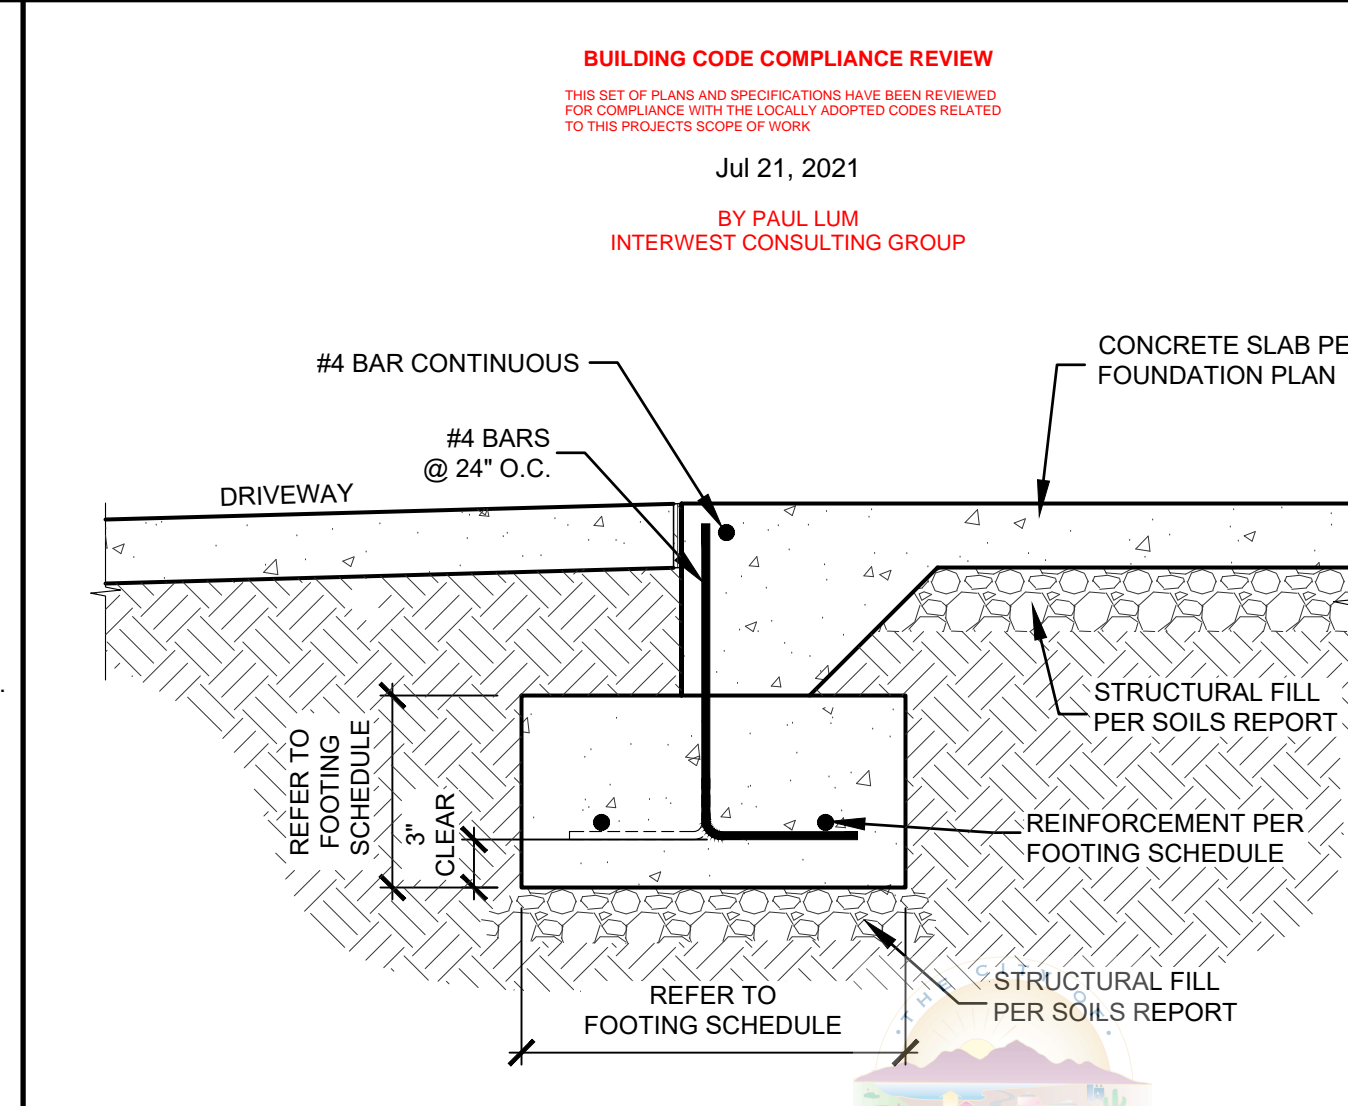 BUILDING CODE COMPLIANCE REVIEW
THIS SET OF PLANS AND SPECIFICATIONS HAVE BEEN REVIEWED
FOR COMPLIANCE WITH THE LOCALLY ADOPTED CODES RELATED
TO THIS PROJECTS SCOPE OF WORK
Jul 21, 2021
BY PAUL LUM
INTERWEST CONSULTING GROUP
#4 BAR CONTINUOUS
CONCRETE SLAB PE
FOUNDATION PLAN
#4 BARS
@ 24" O.C.
DRIVEWAY
STRUCTURAL FILL
PER SOILS REPORT
REFER TO
FOOTING
SCHEDULE
3"
CLEAR
REINFORCEMENT PER
FOOTING SCHEDULE
STRUCTURAL FILL
PER SOILS REPORT
REFER TO
FOOTING SCHEDULE
· THE CITY OF ·